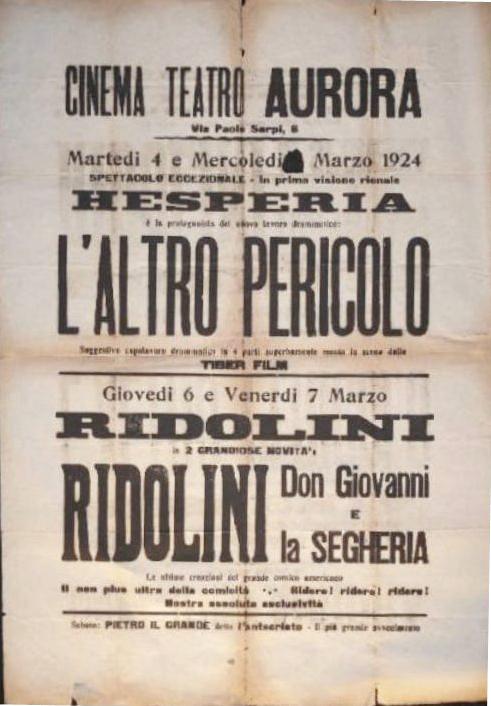 CINEMA TEATRO AURORA
Via Paolo Sarpi, 8
Martedì 4 e Mercoledì Marzo 1924
SPETTACOLO ECCEZIONALE - In prima visione rionale
HESPERIA
è la protagonista del nuovo lavoro drammatico:
L'ALTRO PERICOLO
Suggestivo capolavoro drammatico in 4 parti superbamente messo in scena dalla
TIBER FILM
Giovedì 6 e Venerdì 7 Marzo
RIDOLINI
in 2 GRANDIOSE NOVITA':
RIDOLINI Don Giovanni
E
la SEGHERIA
Le ultime creazioni del grande comico americano
Il non plus ultra della comicità ·.· Ridere! ridere! ridere!
Nostra assoluta esclusività
Sabato: PIETRO IL GRANDE detto l'Anticristo - Il più grande avvenimento